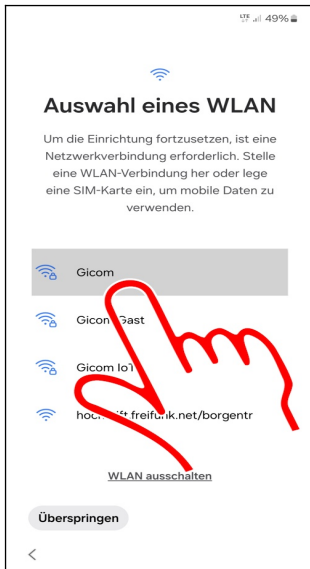 LTE 49%
Auswahl eines WLAN
Um die Einrichtung fortzusetzen, ist eine
Netzwerkverbindung erforderlich. Stelle
eine WLAN-Verbindung her oder lege
eine SIM-Karte ein, um mobile Daten zu
verwenden.
Gicom
Gicom Gast
Gicom IoT
freifunk.net/borgentr
WLAN ausschalten
Überspringen